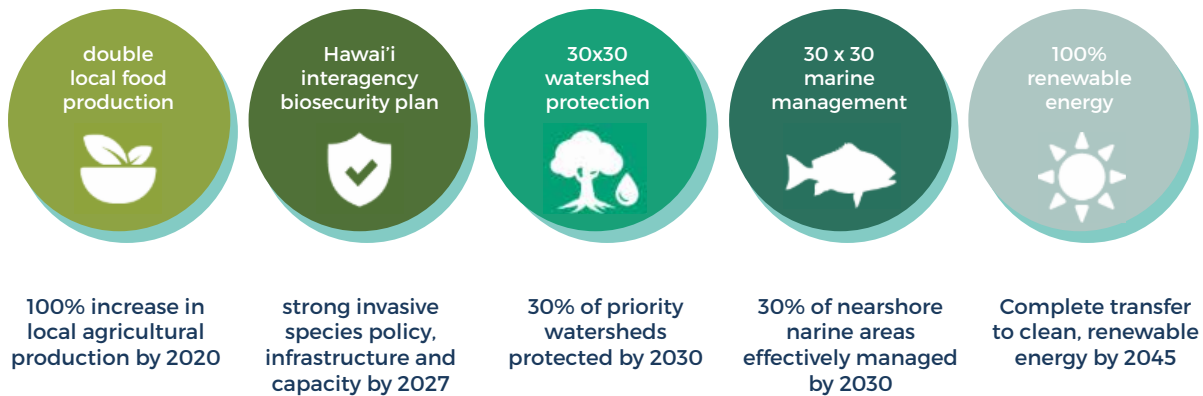 double
local food
production
Hawai'i
interagency
biosecurity plan
30x30
watershed
protection
30 x 30
marine
management
100%
renewable
energy
100% increase in
local agricultural
production by 2020
strong invasive
species policy,
infrastructure and
capacity by 2027
30% of priority
watersheds
protected by 2030
30% of nearshore
narine areas
effectively managed
by 2030
Complete transfer
to clean, renewable
energy by 2045